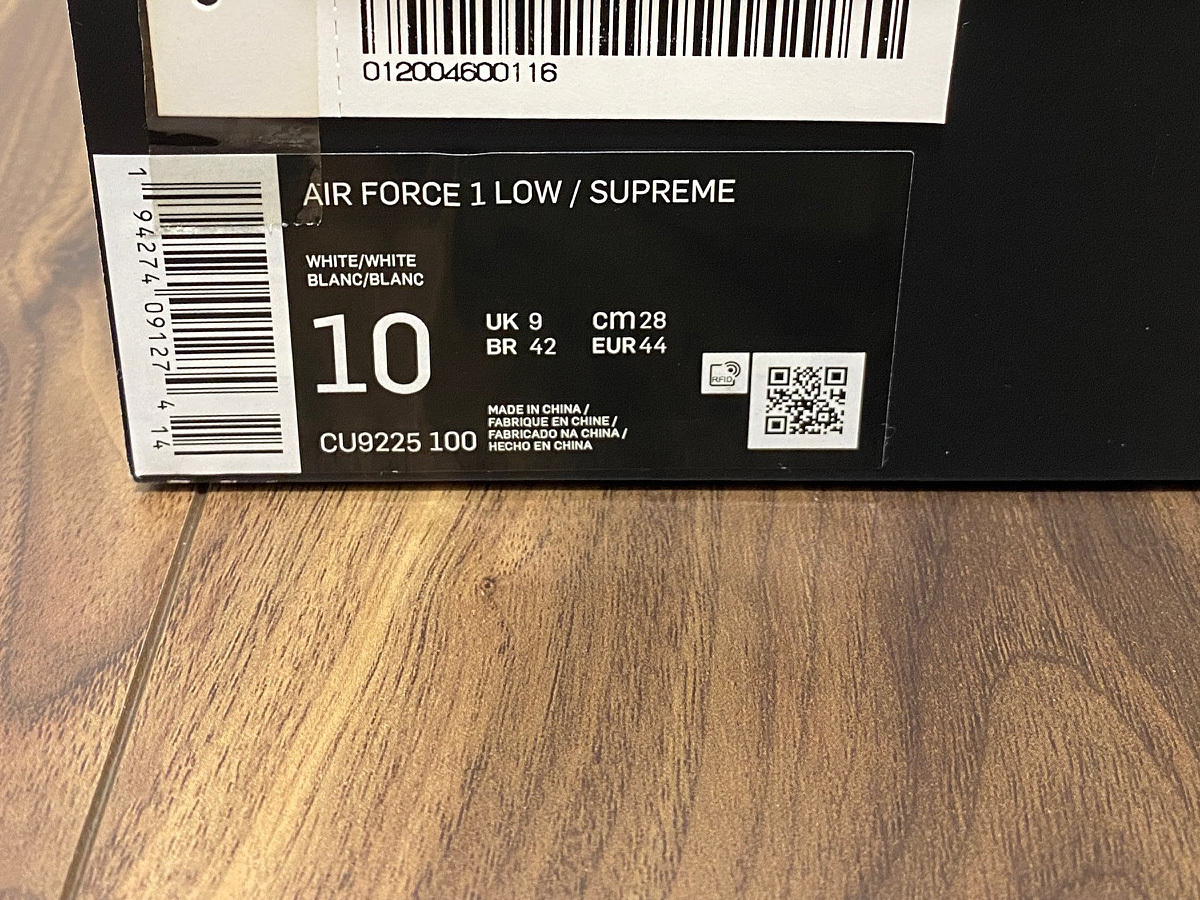 012004600116
AIR FORCE 1 LOW / SUPREME
WHITE/WHITE
BLANC/BLANC
10
UK 9
cm 28
BR 42
EUR 44
RFID
CU9225 100
MADE IN CHINA /
FABRIQUE EN CHINE /
FABRICADO NA CHINA /
HECHO EN CHINA
1 94274 09127 4 14